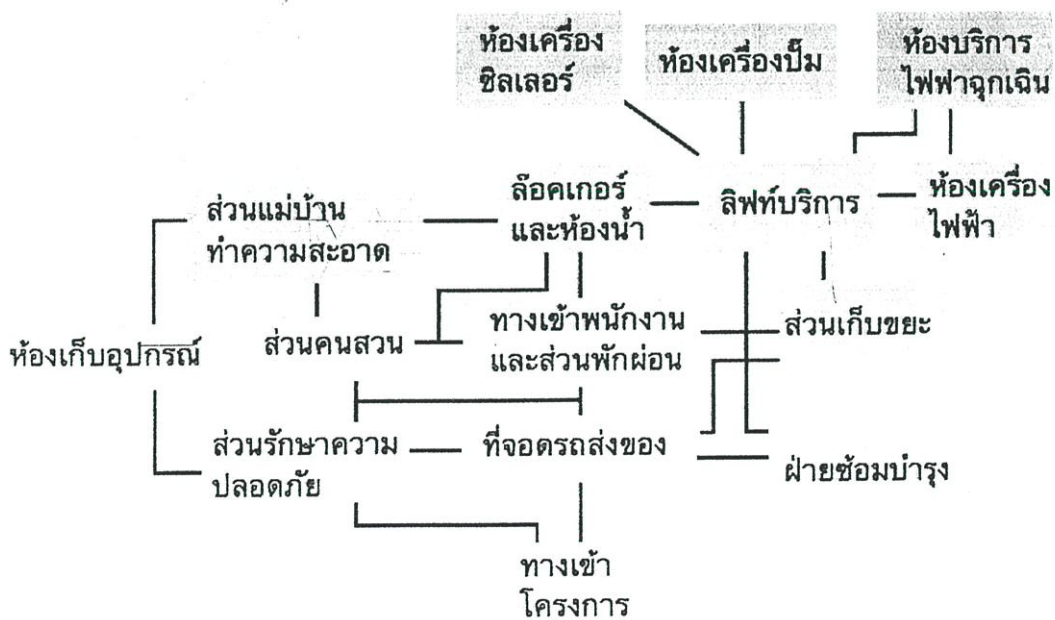 ห้องเครื่อง
ชิลเลอร์
ห้องเครื่องปั๊ม
ห้องบริการ
ไฟฟ้าฉุกเฉิน
ส่วนแม่บ้าน
ทำความสะอาด
ล๊อคเกอร์
และห้องน้ำ
ลิฟท์บริการ
ห้องเครื่อง
ไฟฟ้า
ห้องเก็บอุปกรณ์
ส่วนคนสวน
ทางเข้าพนักงาน
และส่วนพักผ่อน
ส่วนเก็บขยะ
ส่วนรักษาความ
ปลอดภัย
ที่จอดรถส่งของ
ฝ่ายซ้อมบำรุง
ทางเข้า
โครงการ